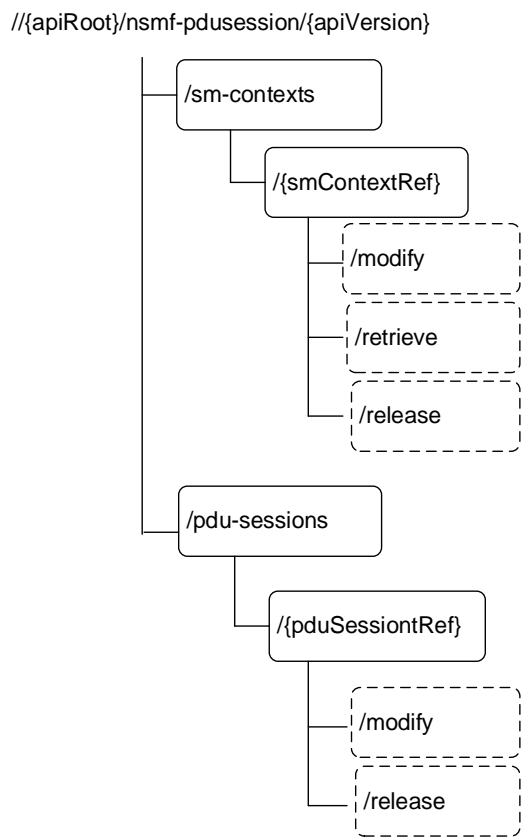 //{apiRoot}/nsmf-pdusession/{apiVersion}
/sm-contexts
/{smContextRef}
/modify
/retrieve
/release
/pdu-sessions
/{pduSessiontRef}
/modify
/release